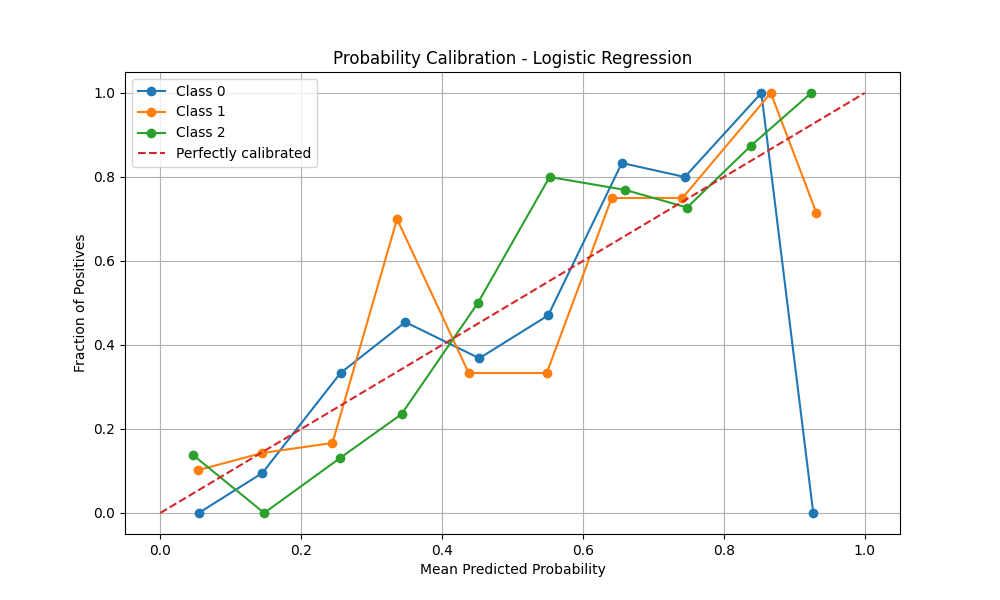 Probability Calibration - Logistic Regression
Class 0
Class 1
Class 2
Perfectly calibrated
Fraction of Positives
1.0
0.8
0.6
0.4
0.2
0.0
0.0 0.2 0.4 0.6 0.8 1.0
Mean Predicted Probability